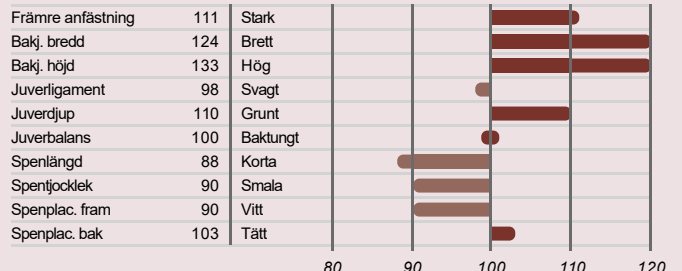 Främre anfästning 111 Stark
Bakj. bredd 124 Brett
Bakj. höjd 133 Hög
Juverligament 98 Svagt
Juverdjup 110 Grunt
Juverbalans 100 Baktungt
Spenlängd 88 Korta
Spentjocklek 90 Smala
Spenplac. fram 90 Vitt
Spenplac. bak 103 Tätt
80 90 100 110 120